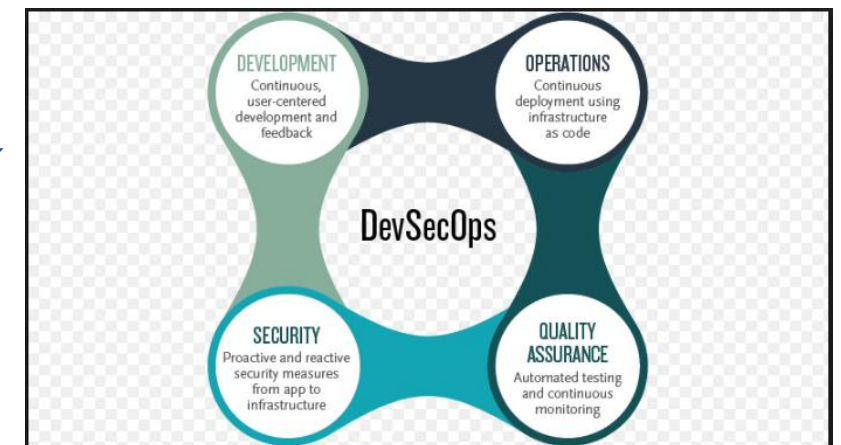 DEVELOPMENT
Continuous,
user-centered
development and
feedback
OPERATIONS
Continuous
deployment using
infrastructure
as code
DevSecOps
SECURITY
Proactive and reactive
security measures
from app to
infrastructure
QUALITY
ASSURANCE
Automated testing
and continuous
monitoring